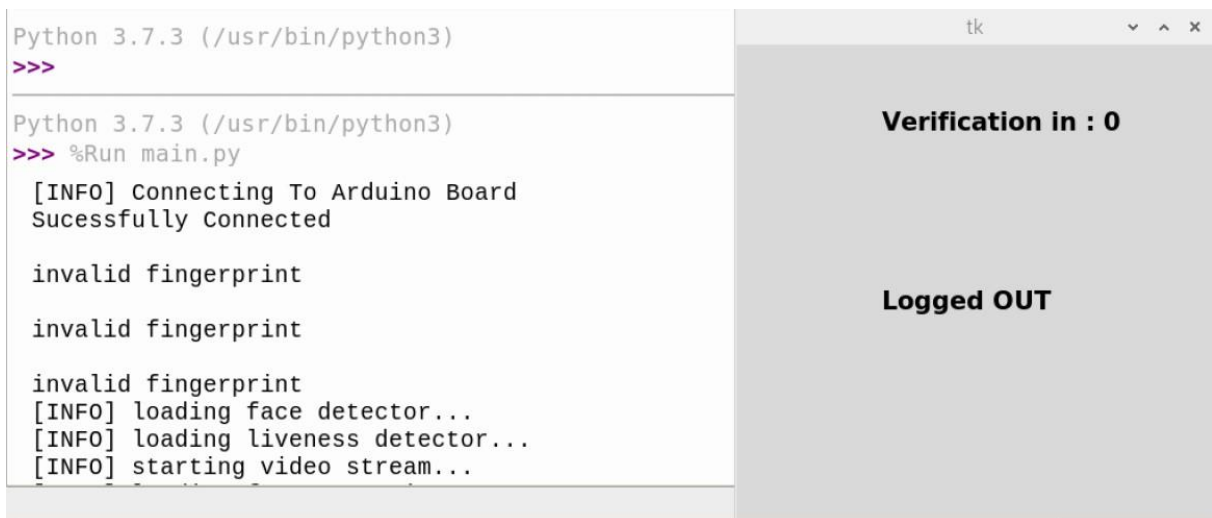 Python 3.7.3 (/usr/bin/python3)
>>>
Python 3.7.3 (/usr/bin/python3)
>>> %Run main.py
[INFO] Connecting To Arduino Board
Sucessfully Connected
invalid fingerprint
invalid fingerprint
invalid fingerprint
[INFO] loading face detector...
[INFO] loading liveness detector...
[INFO] starting video stream...
tk
Verification in : 0
Logged OUT